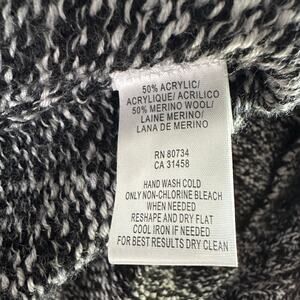 50% ACRYLIC/
ACRYLIQUE/ ACRILICO
50% MERINO WOOL/
LAINE MERINO/
LANA DE MERINO
RN 80734
CA 31458
HAND WASH COLD
ONLY NON-CHLORINE BLEACH
WHEN NEEDED
RESHAPE AND DRY FLAT
COOL IRON IF NEEDED
FOR BEST RESULTS DRY CLEAN